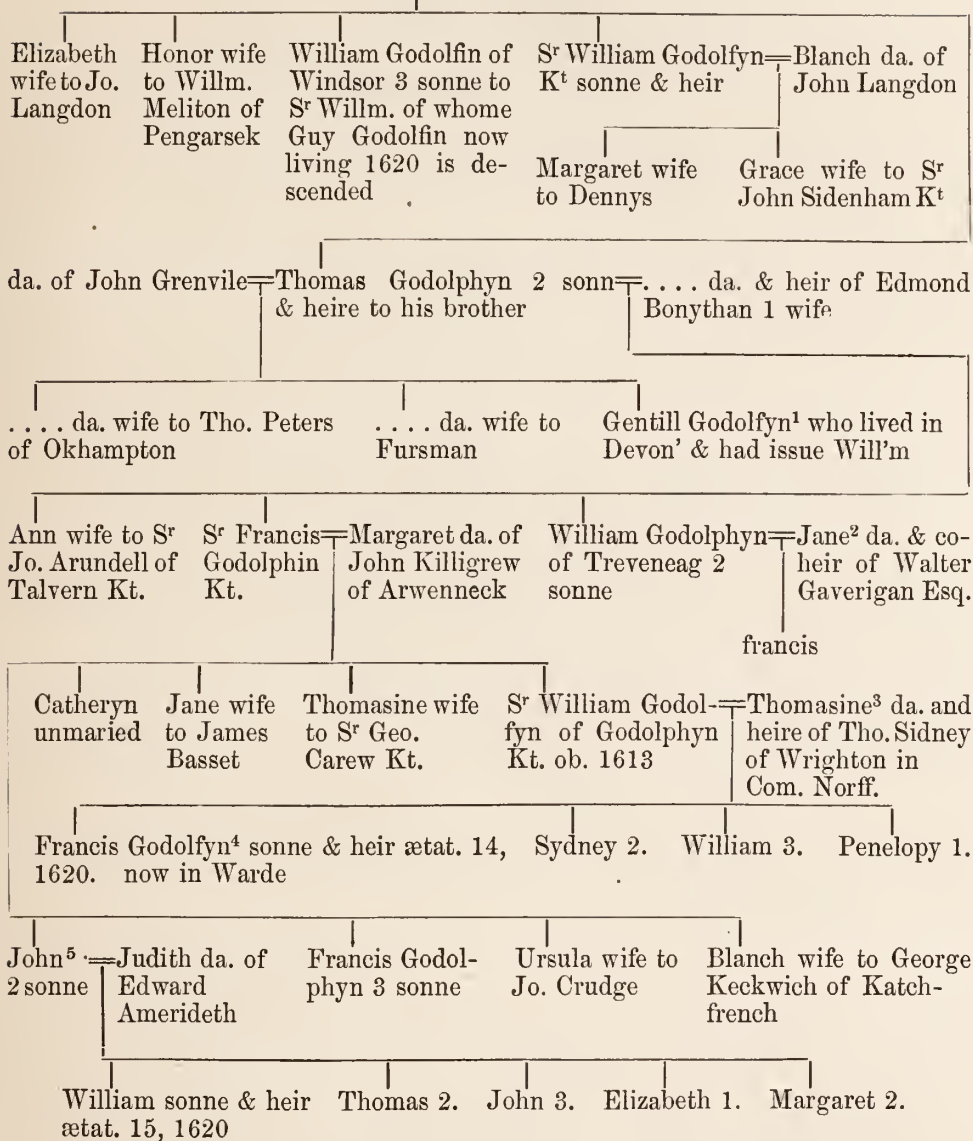 Elizabeth wife to Jo. Langdon
Honor wife to Willm. Meliton of Pengarsek
William Godolfin of Windsor 3 sonne to Sʳ Willm. of whome Guy Godolfin now living 1620 is de-scended
Sʳ William Godolfyn Kᵗ sonne & heir
Blanch da. of John Langdon
Margaret wife to Dennys
Grace wife to Sʳ John Sidenham Kᵗ
da. of John Grenvile
Thomas Godolphyn 2 sonn & heire to his brother
. . . . da. & heir of Edmond Bonythan 1 wife
. . . . da. wife to Tho. Peters of Okhampton
. . . . da. wife to Fursman
Gentill Godolfyn¹ who lived in Devon' & had issue Will'm
Ann wife to Sʳ Jo. Arundell of Talvern Kt.
Sʳ Francis Godolphin Kt.
Margaret da. of John Killigrew of Arwenneck
William Godolphyn of Treveneag 2 sonne
Jane² da. & co-heir of Walter Gaverigan Esq.
francis
Catheryn unmaried
Jane wife to James Basset
Thomasine wife to Sʳ Geo. Carew Kt.
Sʳ William Godol-fyn of Godolphyn Kt. ob. 1613
Thomasine³ da. and heire of Tho. Sidney of Wrighton in Com. Norff.
Francis Godolfyn⁴ sonne & heir ætat. 14, 1620. now in Warde
Sydney 2.
William 3.
Penelopy 1.
John⁵ 2 sonne
Judith da. of Edward Amerideth
Francis Godol-phyn 3 sonne
Ursula wife to Jo. Crudge
Blanch wife to George Keckwich of Katch-french
William sonne & heir ætat. 15, 1620
Thomas 2.
John 3.
Elizabeth 1.
Margaret 2.